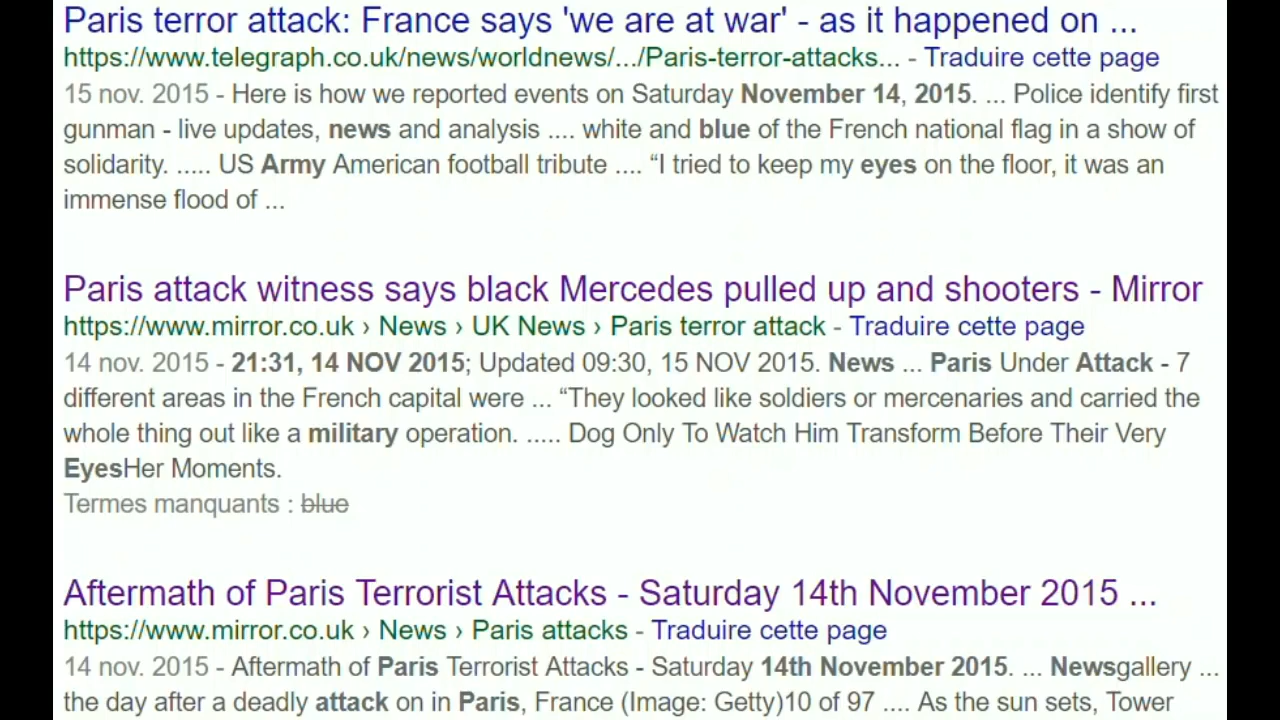 Paris terror attack: France says 'we are at war' - as it happened on ...
https://www.telegraph.co.uk/news/worldnews/.../Paris-terror-attacks... - Traduire cette page
15 nov. 2015 - Here is how we reported events on Saturday November 14, 2015. ... Police identify first
gunman - live updates, news and analysis .... white and blue of the French national flag in a show of
solidarity. ..... US Army American football tribute .... “I tried to keep my eyes on the floor, it was an
immense flood of ...
Paris attack witness says black Mercedes pulled up and shooters - Mirror
https://www.mirror.co.uk › News › UK News › Paris terror attack - Traduire cette page
14 nov. 2015 - 21:31, 14 NOV 2015; Updated 09:30, 15 NOV 2015. News ... Paris Under Attack - 7
different areas in the French capital were ... “They looked like soldiers or mercenaries and carried the
whole thing out like a military operation. ..... Dog Only To Watch Him Transform Before Their Very
EyesHer Moments.
Termes manquants : blue
Aftermath of Paris Terrorist Attacks - Saturday 14th November 2015 ...
https://www.mirror.co.uk › News › Paris attacks - Traduire cette page
14 nov. 2015 - Aftermath of Paris Terrorist Attacks - Saturday 14th November 2015. ... Newsgallery ...
the day after a deadly attack on in Paris, France (Image: Getty)10 of 97 .... As the sun sets, Tower